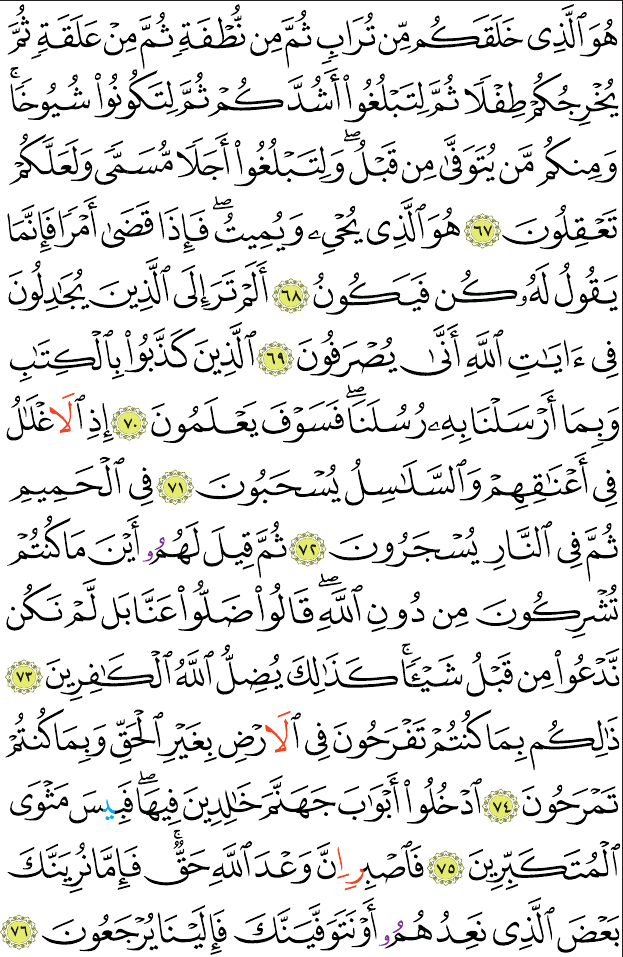 هُوَ ٱلَّذِى خَلَقَكُم مِّن تُرَابٖ ثُمَّ مِن نُّطۡفَةٖ ثُمَّ مِنۡ عَلَقَةٖ ثُمَّ
يُخۡرِجُكُمۡ طِفۡلٗا ثُمَّ لِتَبۡلُغُوٓاْ أَشُدَّكُمۡ ثُمَّ لِتَكُونُواْ شُيُوخٗاۚ
وَمِنكُم مَّن يُتَوَفَّىٰ مِن قَبۡلُۖ وَلِتَبۡلُغُوٓاْ أَجَلٗا مُّسَمّٗى وَلَعَلَّكُمۡ
تَعۡقِلُونَ ٦٧ هُوَ ٱلَّذِى يُحۡىِۦ وَيُمِيتُۖ فَإِذَا قَضَىٰٓ أَمۡرٗا فَإِنَّمَا
يَقُولُ لَهُۥ كُن فَيَكُونُ ٦٨ أَلَمۡ تَرَ إِلَى ٱلَّذِينَ يُجَٰدِلُونَ
فِىٓ ءَايَٰتِ ٱللَّهِ أَنَّىٰ يُصۡرَفُونَ ٦٩ ٱلَّذِينَ كَذَّبُواْ بِٱلۡكِتَٰبِ
وَبِمَآ أَرۡسَلۡنَا بِهِۦ رُسُلَنَاۖ فَسَوۡفَ يَعۡلَمُونَ ٧٠ إِذِ ٱلَاغۡلَٰلُ
فِىٓ أَعۡنَٰقِهِمۡ وَٱلسَّلَٰسِلُ يُسۡحَبُونَ ٧١ فِى ٱلۡحَمِيمِ
ثُمَّ فِى ٱلنَّارِ يُسۡجَرُونَ ٧٢ ثُمَّ قِيلَ لَهُمُۥٓ أَيۡنَ مَا كُنتُمۡ
تُشۡرِكُونَ مِن دُونِ ٱللَّهِۖ قَالُواْ ضَلُّواْ عَنَّا بَل لَّمۡ نَكُن
نَّدۡعُواْ مِن قَبۡلُ شَيۡـٔٗاۚ كَذَٰلِكَ يُضِلُّ ٱللَّهُ ٱلۡكَٰفِرِينَ ٧٣
ذَٰلِكُم بِمَا كُنتُمۡ تَفۡرَحُونَ فِى ٱلَارۡضِ بِغَيۡرِ ٱلۡحَقِّ وَبِمَا كُنتُمۡ
تَمۡرَحُونَ ٧٤ ٱدۡخُلُوٓاْ أَبۡوَٰبَ جَهَنَّمَ خَٰلِدِينَ فِيهَاۖ فَبِيسَ مَثۡوَى
ٱلۡمُتَكَبِّرِينَ ٧٥ فَٱصۡبِرِ اِنَّ وَعۡدَ ٱللَّهِ حَقّٞۚ فَإِمَّا نُرِيَنَّكَ
بَعۡضَ ٱلَّذِى نَعِدُهُمُۥٓ أَوۡ نَتَوَفَّيَنَّكَ فَإِلَيۡنَا يُرۡجَعُونَ ٧٦